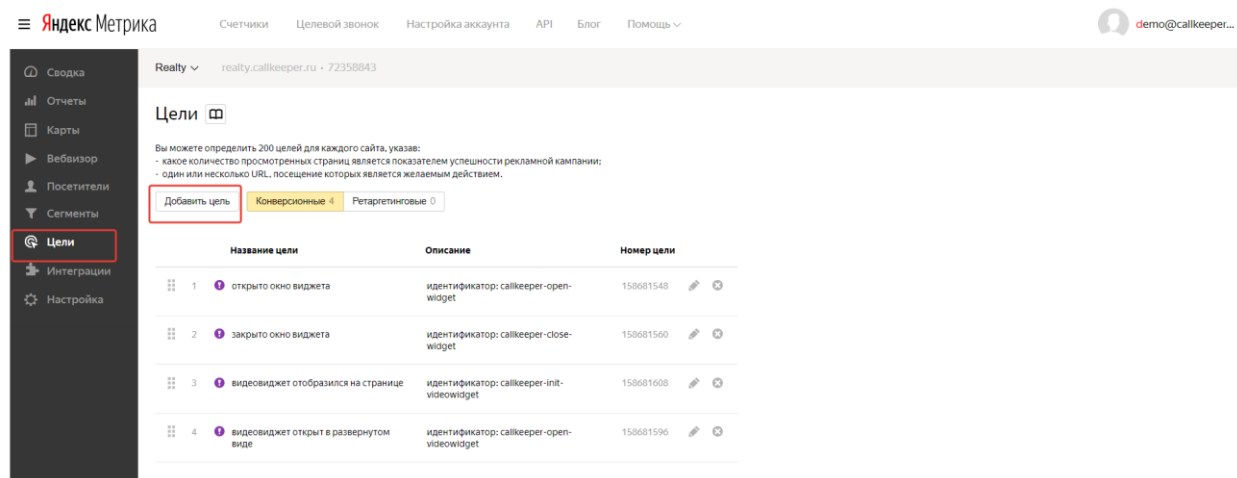 Яндекс Метрика
Счетчики Целевой звонок Настройка аккаунта API Блог Помощь
demo@callkeeper...
Сводка
Отчеты
Карты
Вебвизор
Посетители
Сегменты
Цели
Интеграции
Настройка
Realty realty.callkeeper.ru • 72358843
Цели
Вы можете определить 200 целей для каждого сайта, указав:
- какое количество просмотренных страниц является показателем успешности рекламной кампании;
- один или несколько URL, посещение которых является желаемым действием.
Добавить цель Конверсионные 4 Ретаргетинговые 0
Название цели Описание Номер цели
1 открыто окно виджета идентификатор: callkeeper-open- 158681548
widget
2 закрыто окно виджета идентификатор: callkeeper-close- 158681560
widget
3 видеовиджет отобразился на странице идентификатор: callkeeper-init- 158681608
videowidget
4 видеовиджет открыт в развернутом идентификатор: callkeeper-open- 158681596
виде videowidget